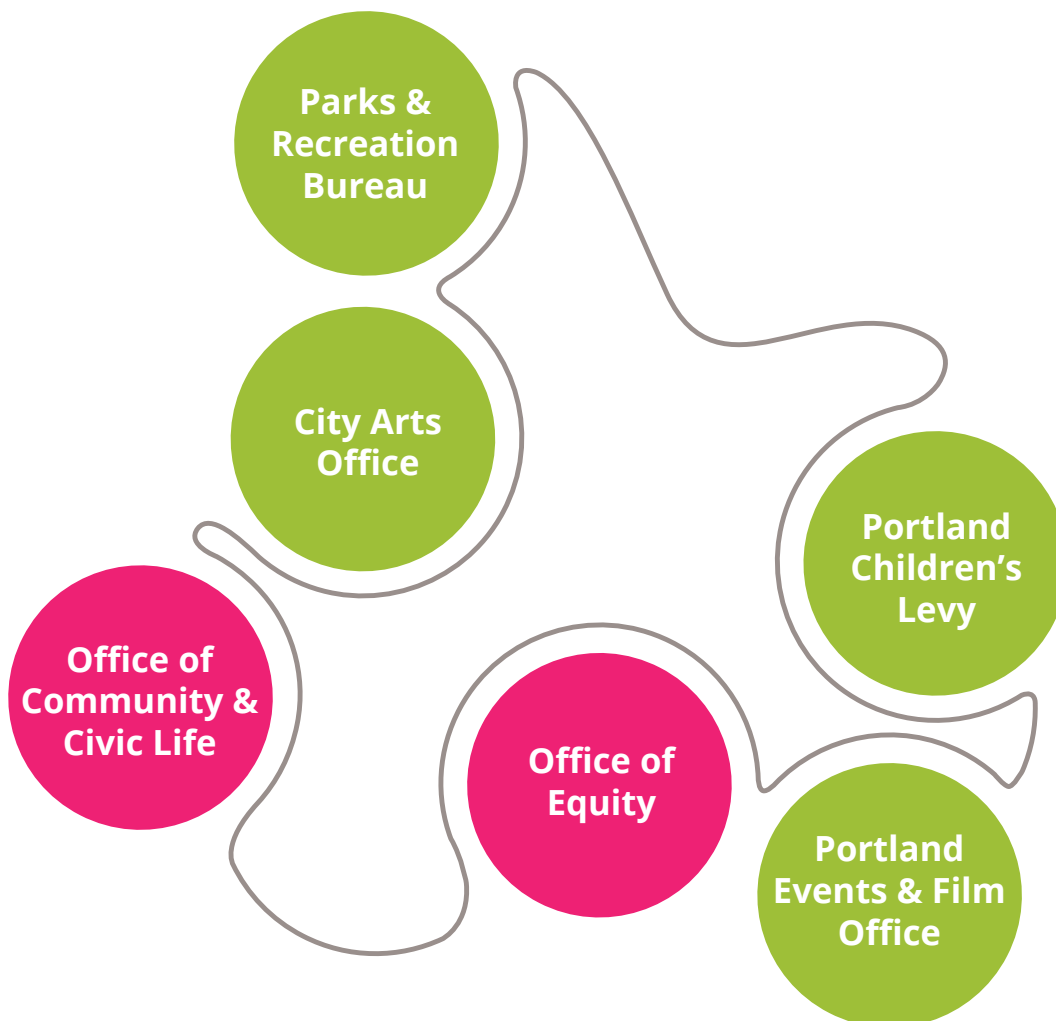 Parks &
Recreation
Bureau
City Arts
Office
Portland
Children’s
Levy
Office of
Community &
Civic Life
Office of
Equity
Portland
Events & Film
Office